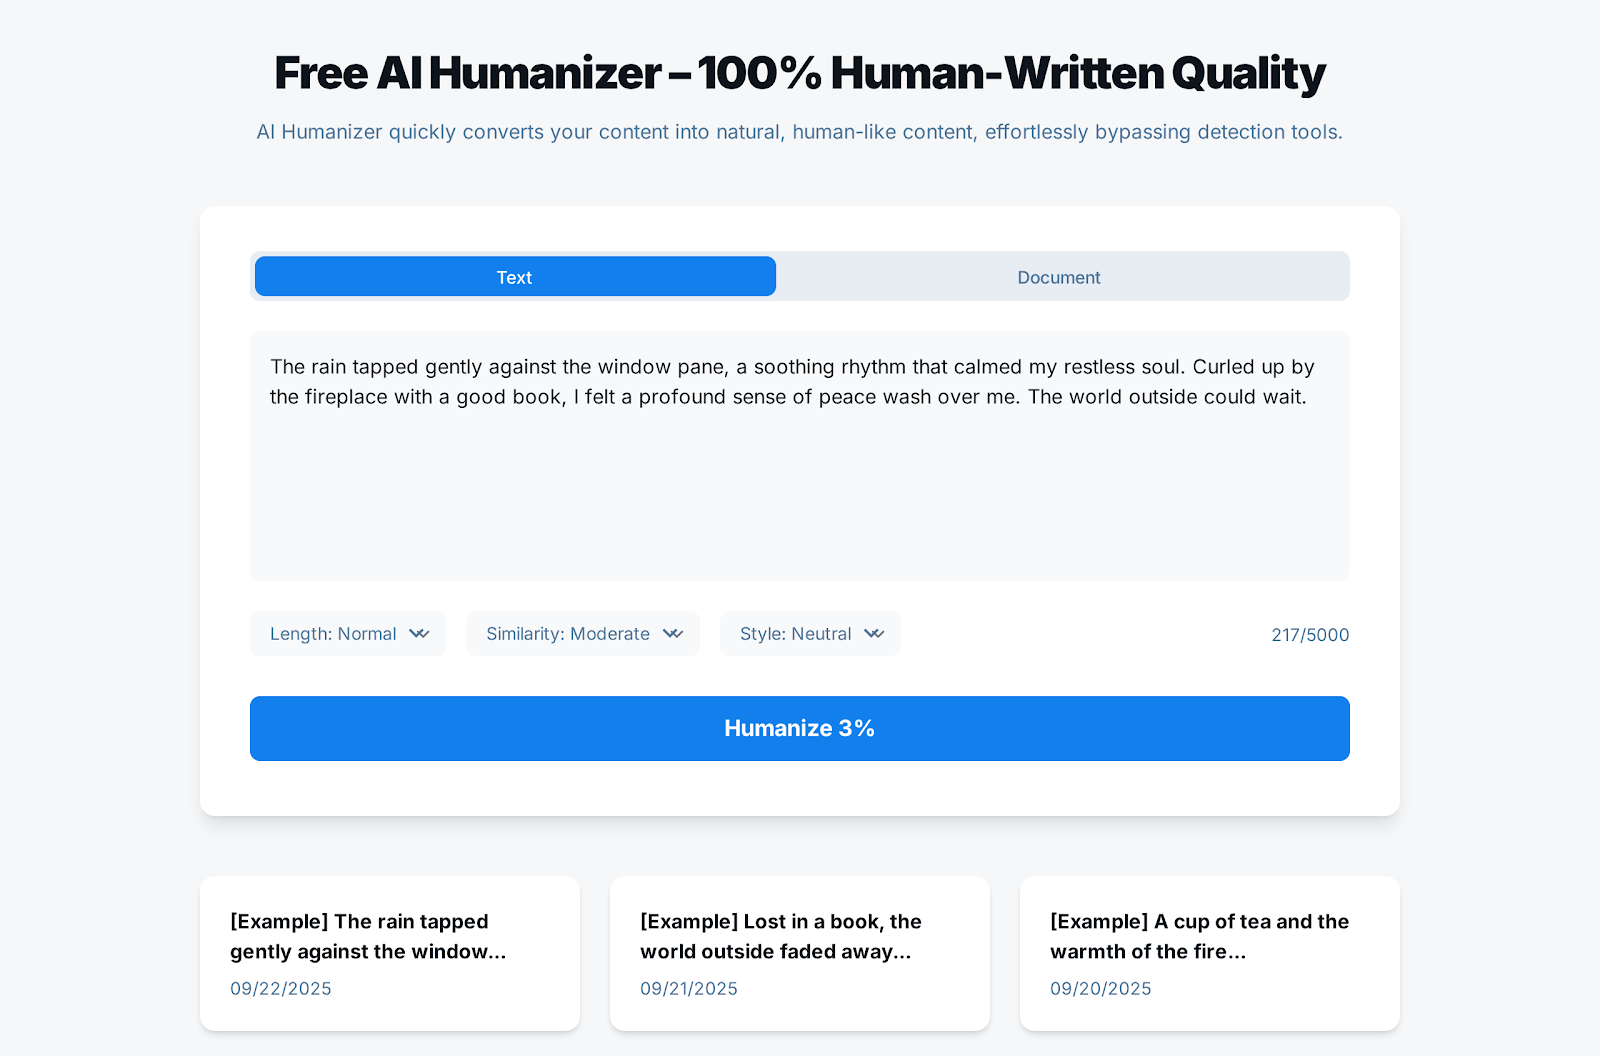 Free AI Humanizer – 100% Human-Written Quality
AI Humanizer quickly converts your content into natural, human-like content, effortlessly bypassing detection tools.
Text
Document
The rain tapped gently against the window pane, a soothing rhythm that calmed my restless soul. Curled up by
the fireplace with a good book, I felt a profound sense of peace wash over me. The world outside could wait.
Length: Normal
Similarity: Moderate
Style: Neutral
217/5000
Humanize 3%
[Example] The rain tapped
gently against the window...
09/22/2025
[Example] Lost in a book, the
world outside faded away...
09/21/2025
[Example] A cup of tea and the
warmth of the fire...
09/20/2025